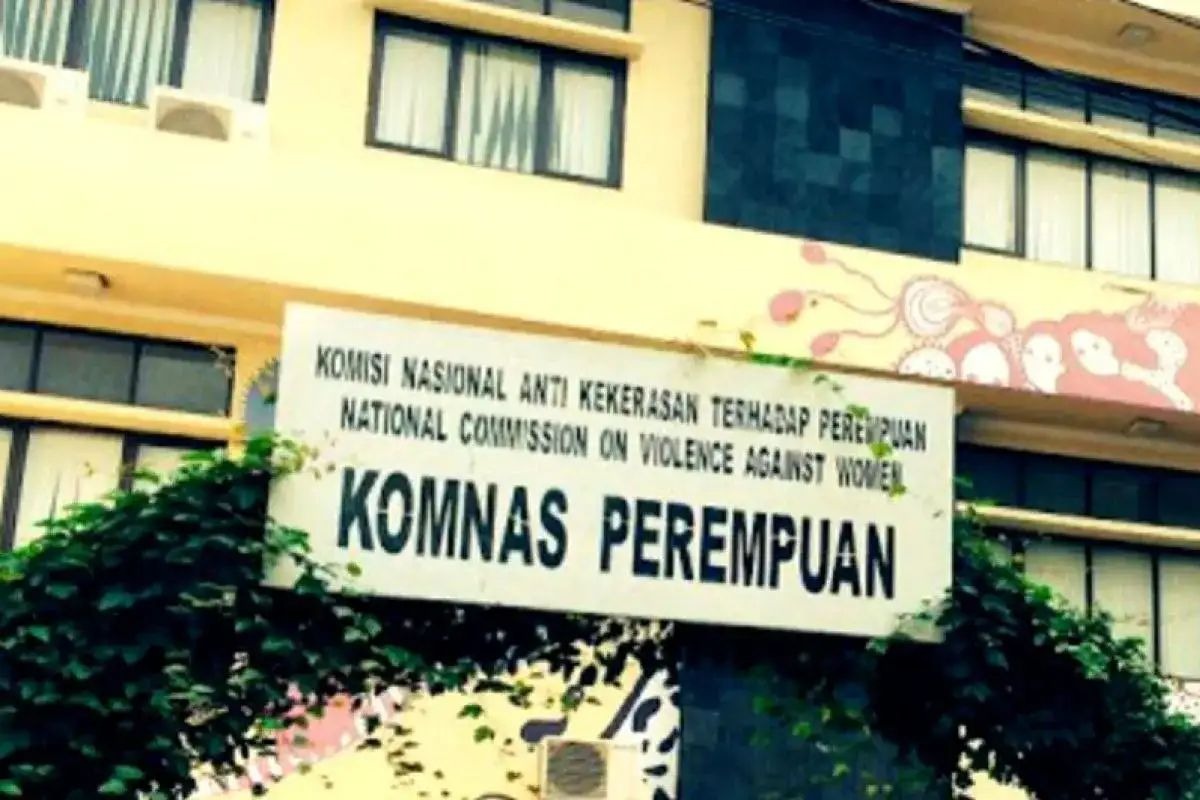 KOMISI NASIONAL ANTI KEKERASAN TERHADAP PEREMPUAN
NATIONAL COMMISSION ON VIOLENCE AGAINST WOMEN
KOMNAS PEREMPUAN